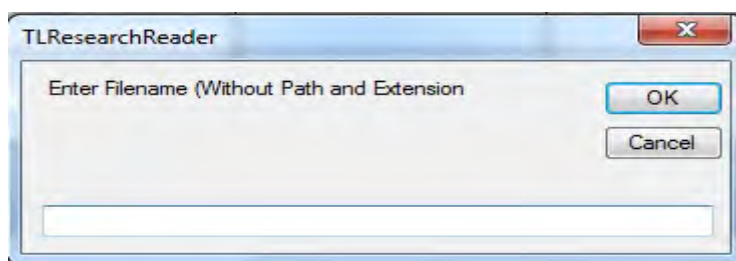 TLResearchReader
Enter Filename (Without Path and Extension
OK
Cancel